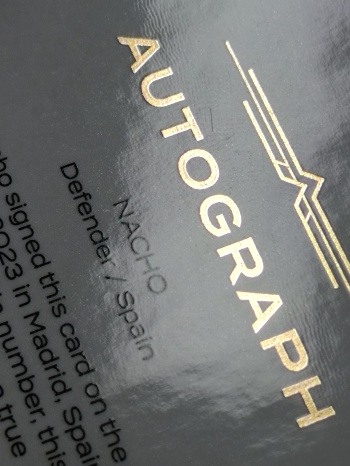 AUTOGRAPH
NACHO
Defender / Spain
signed this card on the
2023 in Madrid, Spain
number, this
true